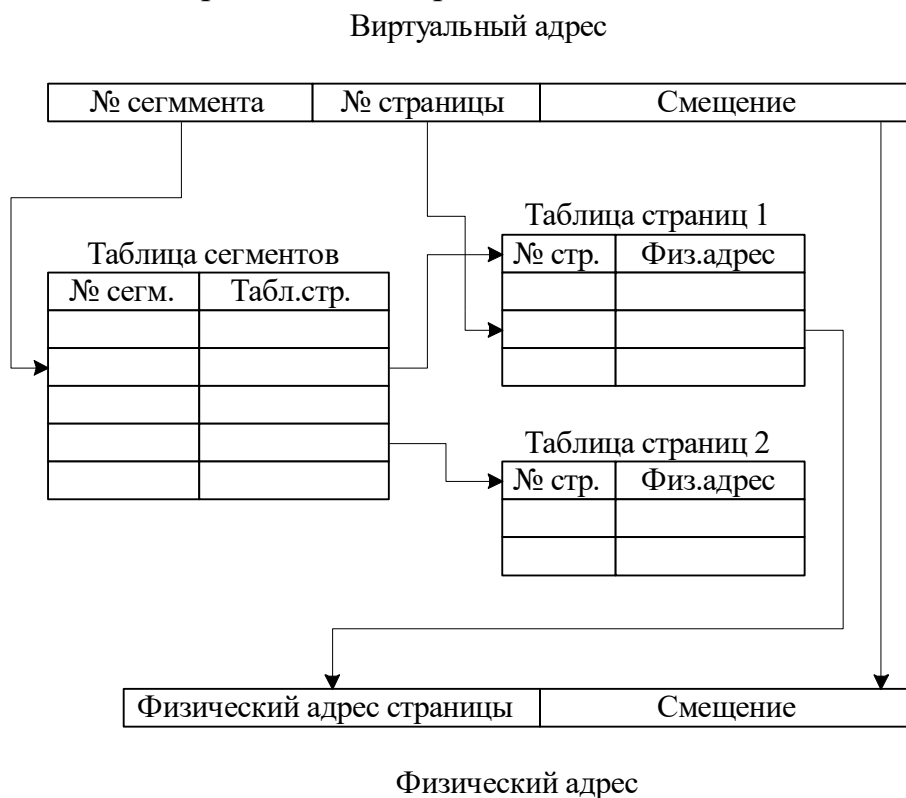 Виртуальный адрес
№ сегммента № страницы Смещение
Таблица страниц 1
№ стр. Физ.адрес
Таблица сегментов
№ сегм. Табл.стр.
Таблица страниц 2
№ стр. Физ.адрес
Физический адрес страницы Смещение
Физический адрес